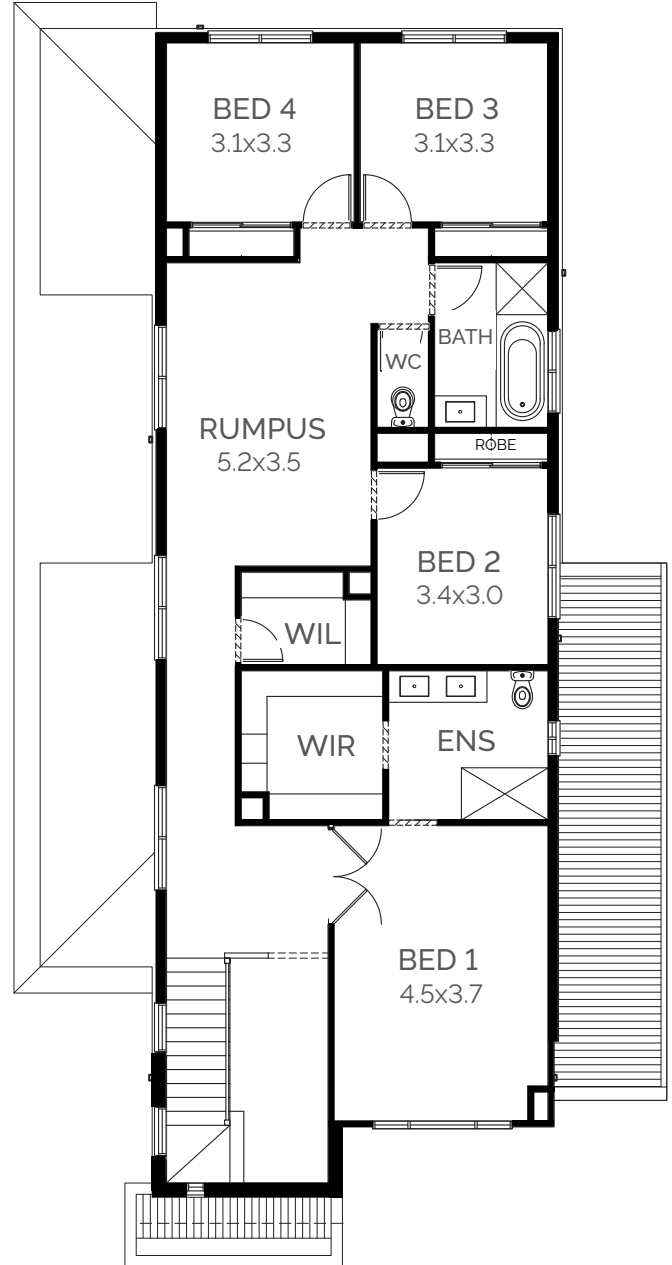 BED 4
3.1x3.3
BED 3
3.1x3.3
BATH
WC
RUMPUS
5.2x3.5
ROBE
BED 2
3.4x3.0
WIL
WIR
ENS
BED 1
4.5x3.7